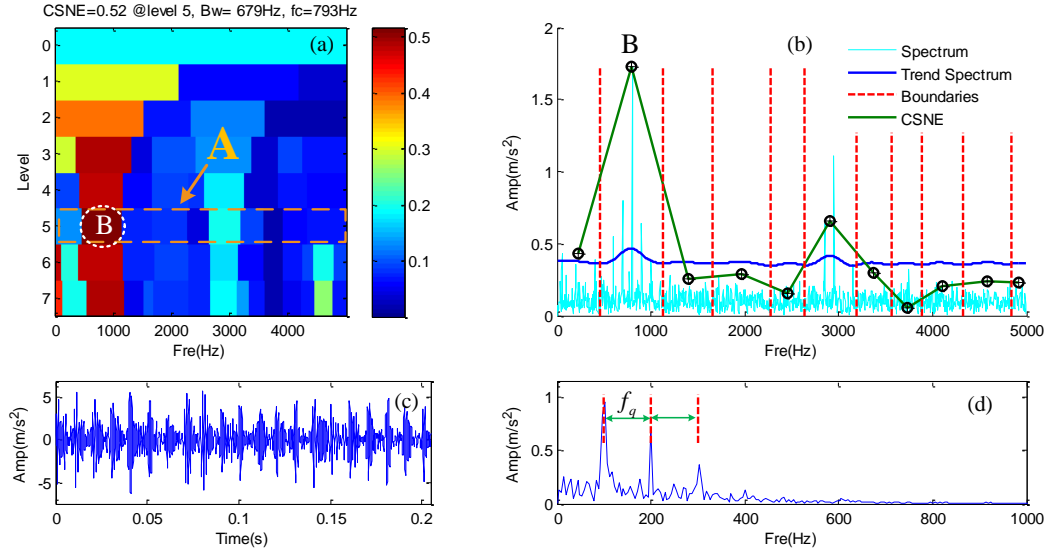 CSNE=0.52 @level 5, Bw= 679Hz, fc=793Hz
(a)
0
1
2
3
4
5
6
7
Level
A
B
0
1000
2000
3000
4000
Fre(Hz)
0.5
0.4
0.3
0.2
0.1
B
(b)
Spectrum
Trend Spectrum
Boundaries
CSNE
2
1.5
1
0.5
0
Amp(m/s²)
0
1000
2000
3000
4000
5000
Fre(Hz)
(c)
5
0
-5
Amp(m/s²)
0
0.05
0.1
0.15
0.2
Time(s)
(d)
f_q
1
0.5
0
Amp(m/s²)
0
200
400
600
800
1000
Fre(Hz)